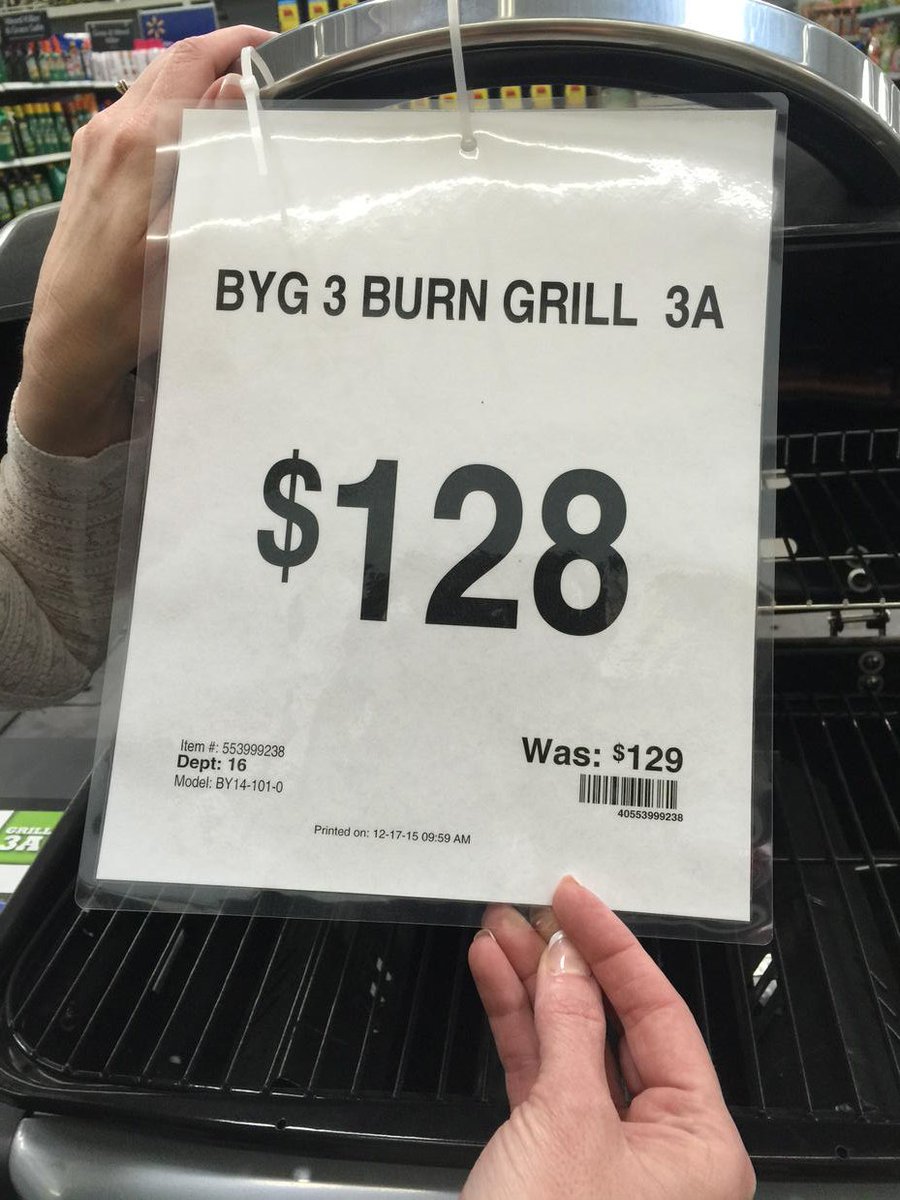 BYG 3 BURN GRILL 3A
$128
Item #: 553999238
Dept: 16
Model: BY14-101-0
Was: $129
40553999238
Printed on: 12-17-15 09:59 AM
GRILL
3A